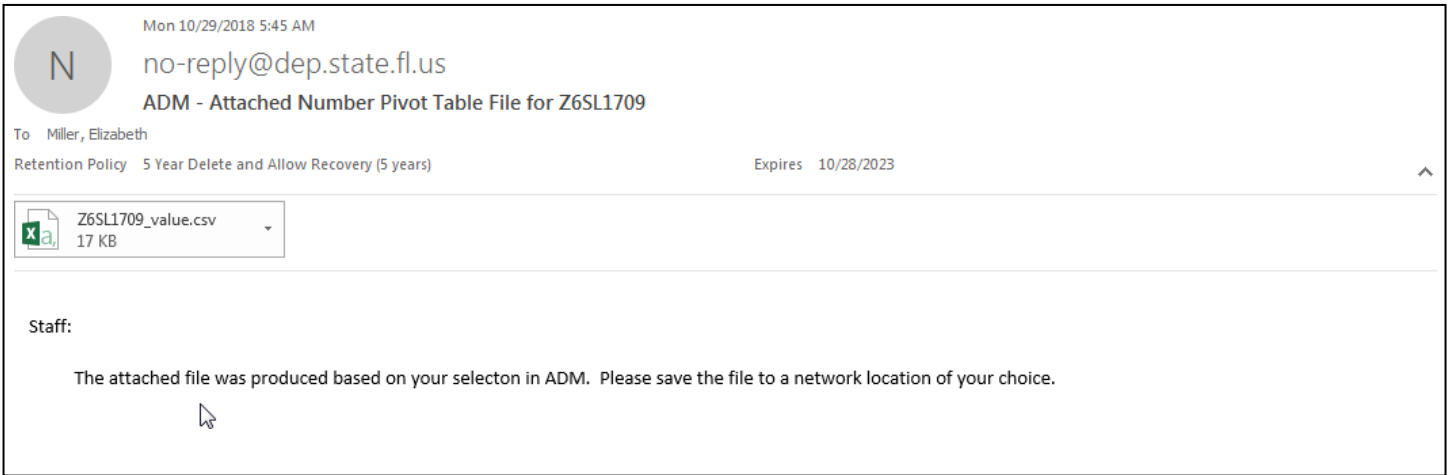 Mon 10/29/2018 5:45 AM
N
no-reply@dep.state.fl.us
ADM - Attached Number Pivot Table File for Z6SL1709
To Miller, Elizabeth
Retention Policy 5 Year Delete and Allow Recovery (5 years) Expires 10/28/2023
Z6SL1709_value.csv
17 KB
Staff:
The attached file was produced based on your selecton in ADM. Please save the file to a network location of your choice.